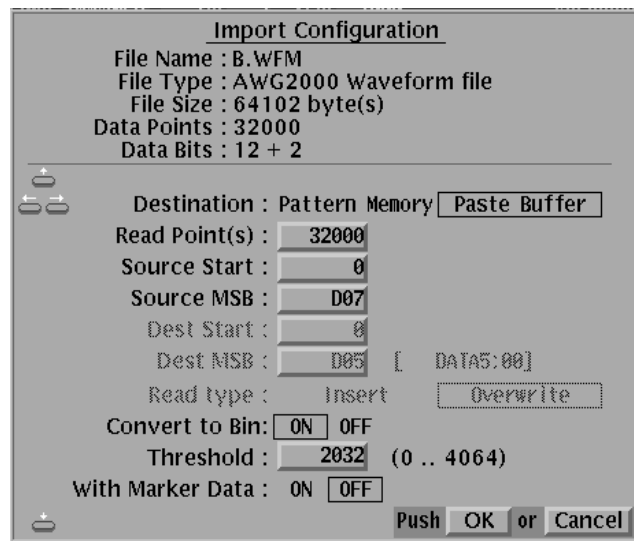 Import Configuration
File Name : B.WFM
File Type : AWG2000 Waveform file
File Size : 64102 byte(s)
Data Points : 32000
Data Bits : 12 + 2
Destination : Pattern Memory Paste Buffer
Read Point(s) : 32000
Source Start : 0
Source MSB : D07
Dest Start : 0
Dest MSB : D05 [ DATA5:00]
Read type : Insert Overwrite
Convert to Bin: ON OFF
Threshold : 2032 (0 .. 4064)
With Marker Data : ON OFF
Push OK or Cancel